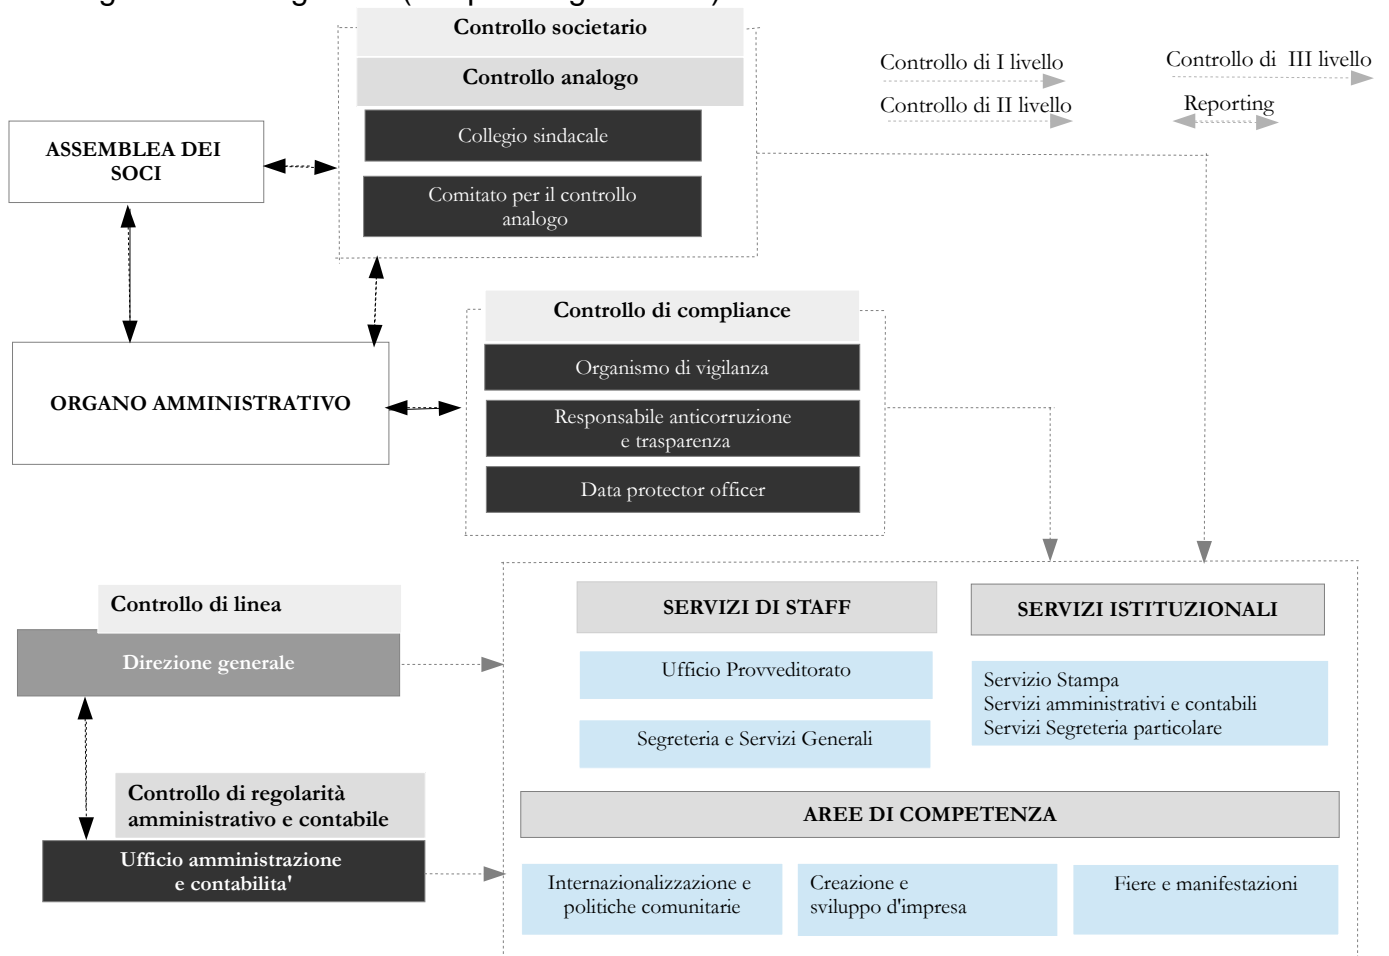 Controllo societario
Controllo analogo
Collegio sindacale
Comitato per il controllo
analogo
Controllo di I livello
Controllo di III livello
Controllo di II livello
Reporting
ASSEMBLEA DEI
SOCI
Controllo di compliance
Organismo di vigilanza
Responsabile anticorruzione
e trasparenza
Data protector officer
ORGANO AMMINISTRATIVO
Controllo di linea
Direzione generale
Controllo di regolarità
amministrativo e contabile
Ufficio amministrazione
e contabilita'
SERVIZI DI STAFF
Ufficio Provveditorato
Segreteria e Servizi Generali
SERVIZI ISTITUZIONALI
Servizio Stampa
Servizi amministrativi e contabili
Servizi Segreteria particolare
AREE DI COMPETENZA
Internazionalizzazione e
politiche comunitarie
Creazione e
sviluppo d'impresa
Fiere e manifestazioni